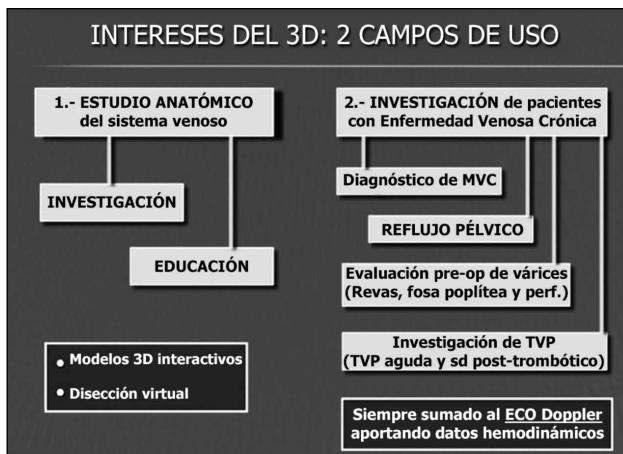 INTERESES DEL 3D: 2 CAMPOS DE USO
1.- ESTUDIO ANATÓMICO
del sistema venoso
INVESTIGACIÓN
EDUCACIÓN
• Modelos 3D interactivos
• Disección virtual
2.- INVESTIGACIÓN de pacientes
con Enfermedad Venosa Crónica
Diagnóstico de MVC
REFLUJO PÉLVICO
Evaluación pre-op de várices
(Revas, fosa poplítea y perf.)
Investigación de TVP
(TVP aguda y sd post-trombótico)
Siempre sumado al ECO Doppler
aportando datos hemodinámicos